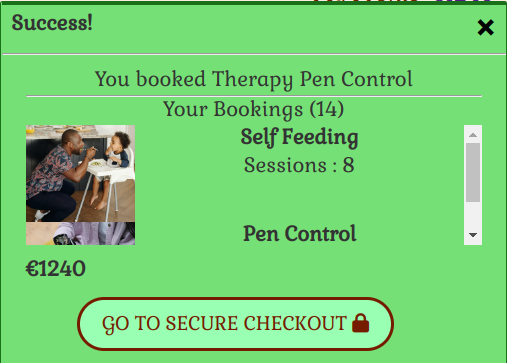 Success!
You booked Therapy Pen Control
Your Bookings (14)
Self Feeding
Sessions : 8
Pen Control
€1240
GO TO SECURE CHECKOUT